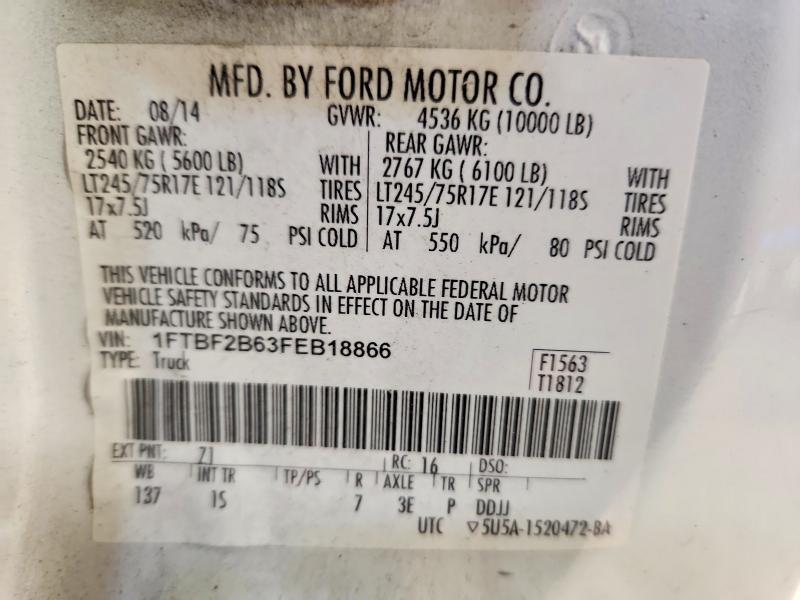 MFD. BY FORD MOTOR CO.
DATE: 08/14 GVWR: 4536 KG (10000 LB)
FRONT GAWR: REAR GAWR:
2540 KG ( 5600 LB) WITH 2767 KG ( 6100 LB) WITH
LT245/75R17E 121/118S TIRES LT245/75R17E 121/118S TIRES
17x7.5J RIMS 17x7.5J RIMS
AT 520 kPa/ 75 PSI COLD AT 550 kPa/ 80 PSI COLD
THIS VEHICLE CONFORMS TO ALL APPLICABLE FEDERAL MOTOR
VEHICLE SAFETY STANDARDS IN EFFECT ON THE DATE OF
MANUFACTURE SHOWN ABOVE.
VIN: 1FTBF2B63FEB18866
TYPE: Truck
F1563
T1812
EXT PNT: Z1 RC: 16 DSO:
WB INT TR TP/PS R AXLE TR SPR
137 1S 7 3E P DDJJ
UTC ▽5U5A-1520472-BA